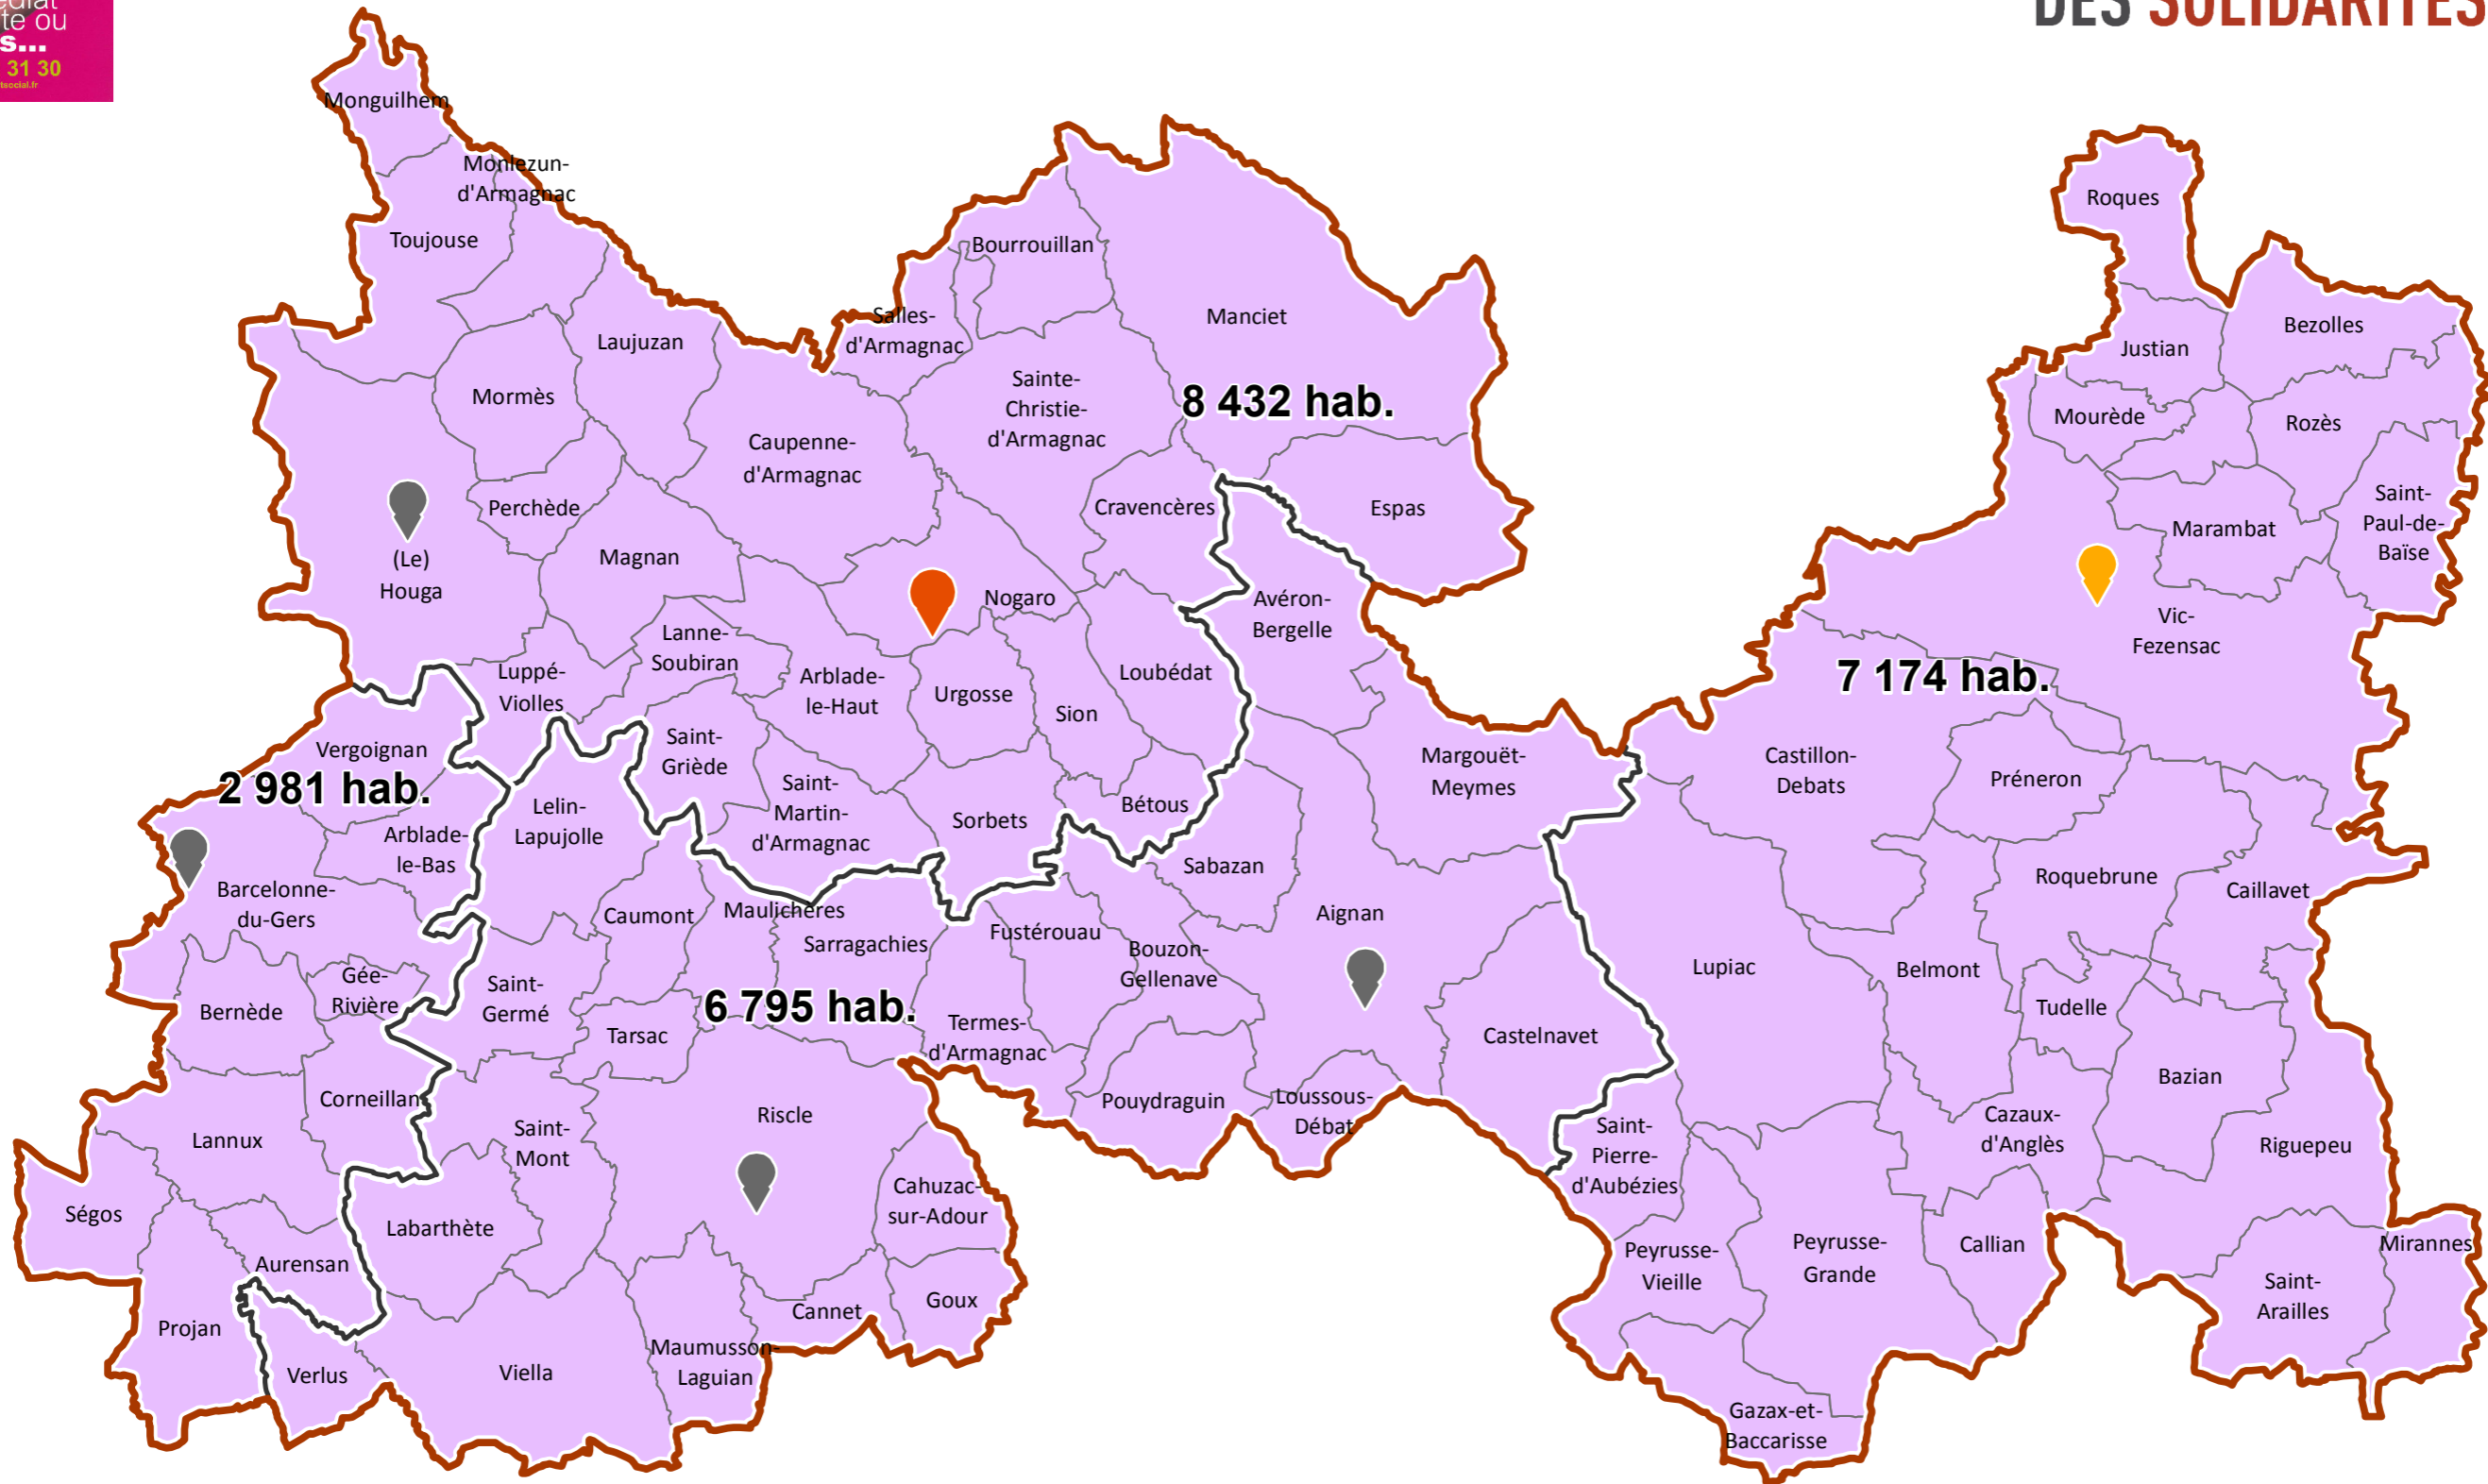 te ou
s...
31 30
DES SOLIDARITES
Monguilhem
Monlezun-
d'Armagnac
Toujouse
Roques
Bourrouillan
Salles-
d'Armagnac
Manciet
Bezolles
Justian
Laujuzan
Mormès
Sainte-
Christie-
d'Armagnac
8 432 hab.
Mourède
Rozès
Caupenne-
d'Armagnac
Perchède
Cravencères
Espas
Saint-
Paul-de-
Baïse
Marambat
(Le)
Houga
Magnan
Nogaro
Avéron-
Bergelle
Vic-
Fezensac
Lanne-
Soubiran
Luppé-
Violles
Arblade-
le-Haut
Urgosse
Loubédat
Sion
7 174 hab.
Vergoignan
2 981 hab.
Saint-
Griède
Margouët-
Meymes
Castillon-
Debats
Préneron
Lelin-
Lapujolle
Saint-
Martin-
d'Armagnac
Sorbets
Bétous
Arblade-
le-Bas
Sabazan
Roquebrune
Caillavet
Barcelonne-
du-Gers
Caumont
Maulichères
Sarragachies
Fustérouau
Bouzon-
Gellenave
Aignan
Lupiac
Belmont
Gée-
Rivière
Bernède
Saint-
Germé
6 795 hab.
Tarsac
Termes-
d'Armagnac
Castelnavet
Tudelle
Bazian
Corneillan
Lannux
Saint-
Mont
Riscle
Pouydraguin
Loussous-
Débat
Saint-
Pierre-
d'Aubézies
Cazaux-
d'Anglès
Riguepeu
Ségos
Labarthète
Cahuzac-
sur-Adour
Aurensan
Peyrusse-
Vieille
Peyrusse-
Grande
Callian
Mirannes
Saint-
Arailles
Projan
Cannet
Goux
Verlus
Viella
Maumusson-
Laguian
Gazax-et-
Baccarisse